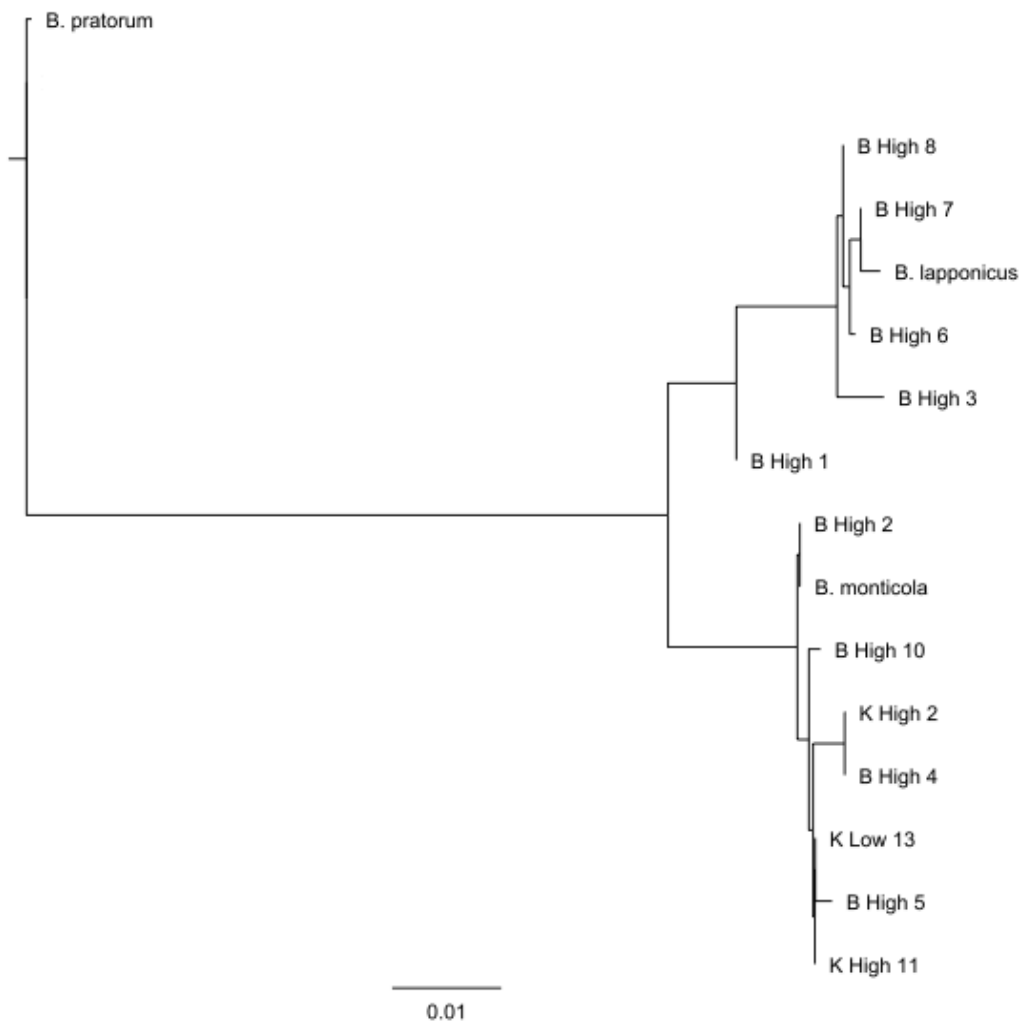 B. pratorum
B High 8
B High 7
B. lapponicus
B High 6
B High 3
B High 1
B High 2
B. monticola
B High 10
K High 2
B High 4
K Low 13
B High 5
K High 11
0.01